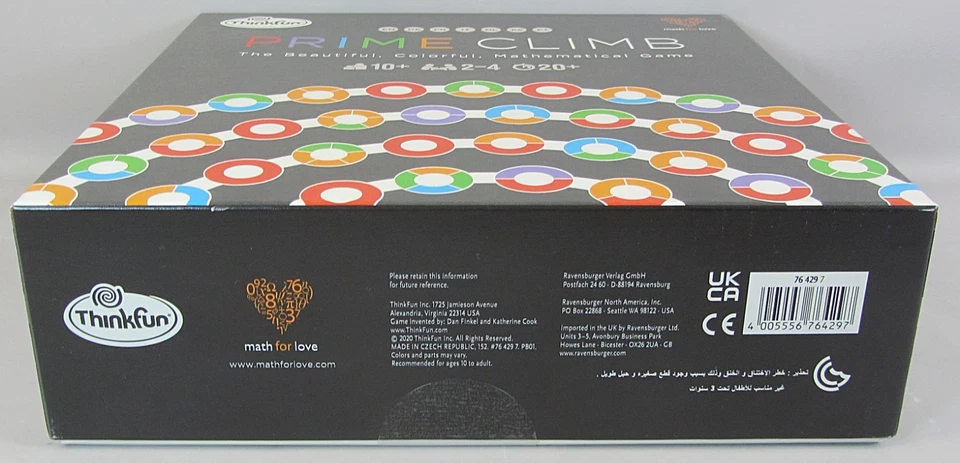 ThinkFun
math for love
PRIME CLIMB
The Beautiful, Colorful, Mathematical Game
10+ 2-4 20+
ThinkFun
math for love
www.mathforlove.com
Please retain this information
for future reference.
ThinkFun Inc. 1725 Jamieson Avenue
Alexandria, Virginia 22314 USA
Game invented by: Dan Finkel and Katherine Cook
www.ThinkFun.com
© 2020 ThinkFun Inc. All Rights Reserved.
MADE IN CZECH REPUBLIC, 152. #76 429 7. PB01.
Colors and parts may vary.
Recommended for ages 10 to adult.
Ravensburger Verlag GmbH
Postfach 24 60 · D-88194 Ravensburg
Ravensburger North America, Inc.
PO Box 22868 · Seattle WA 98122 · USA
Imported in the UK by Ravensburger Ltd.
Units 3-5, Avonbury Business Park
Howes Lane · Bicester · OX26 2UA · GB
www.ravensburger.com
UK
CA
CE
76 429 7
4 005556 764297
تحذير : خطر الإختناق و الخنق وذلك بسبب وجود قطع صغيره و حبل طويل .
غير مناسب للاطفال تحت 3 سنوات